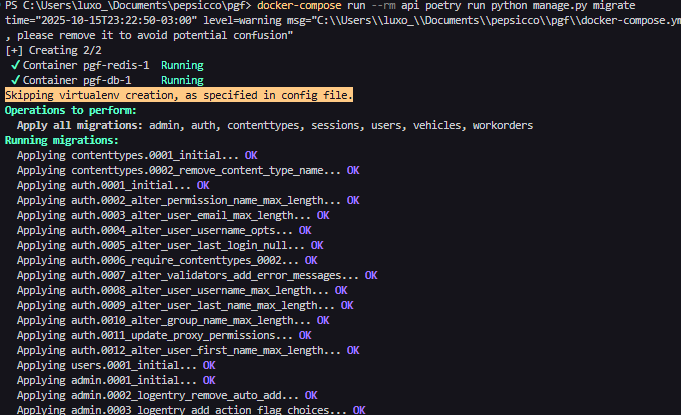 PS C:\Users\luxo_\Documents\pepsicco\pgf> docker-compose run --rm api poetry run python manage.py migrate
time="2025-10-15T23:22:50-03:00" level=warning msg="C:\\Users\\luxo_\\Documents\\pepsicco\\pgf\\docker-compose.ym
, please remove it to avoid potential confusion"
[+] Creating 2/2
✓ Container pgf-redis-1 Running
✓ Container pgf-db-1 Running
Skipping virtualenv creation, as specified in config file.
Operations to perform:
Apply all migrations: admin, auth, contenttypes, sessions, users, vehicles, workorders
Running migrations:
Applying contenttypes.0001_initial... OK
Applying contenttypes.0002_remove_content_type_name... OK
Applying auth.0001_initial... OK
Applying auth.0002_alter_permission_name_max_length... OK
Applying auth.0003_alter_user_email_max_length... OK
Applying auth.0004_alter_user_username_opts... OK
Applying auth.0005_alter_user_last_login_null... OK
Applying auth.0006_require_contenttypes_0002... OK
Applying auth.0007_alter_validators_add_error_messages... OK
Applying auth.0008_alter_user_username_max_length... OK
Applying auth.0009_alter_user_last_name_max_length... OK
Applying auth.0010_alter_group_name_max_length... OK
Applying auth.0011_update_proxy_permissions... OK
Applying auth.0012_alter_user_first_name_max_length... OK
Applying users.0001_initial... OK
Applying admin.0001_initial... OK
Applying admin.0002_logentry_remove_auto_add... OK
Applying admin.0003_logentry_add_action_flag_choices... OK